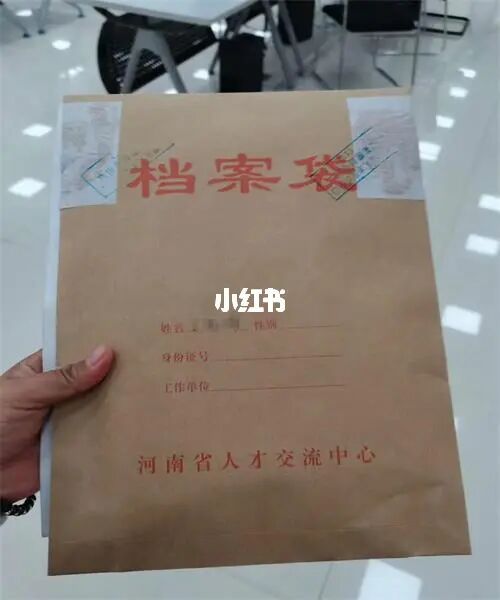 档案袋
小红书
姓名 性别
身份证号
工作单位
河南省人才交流中心